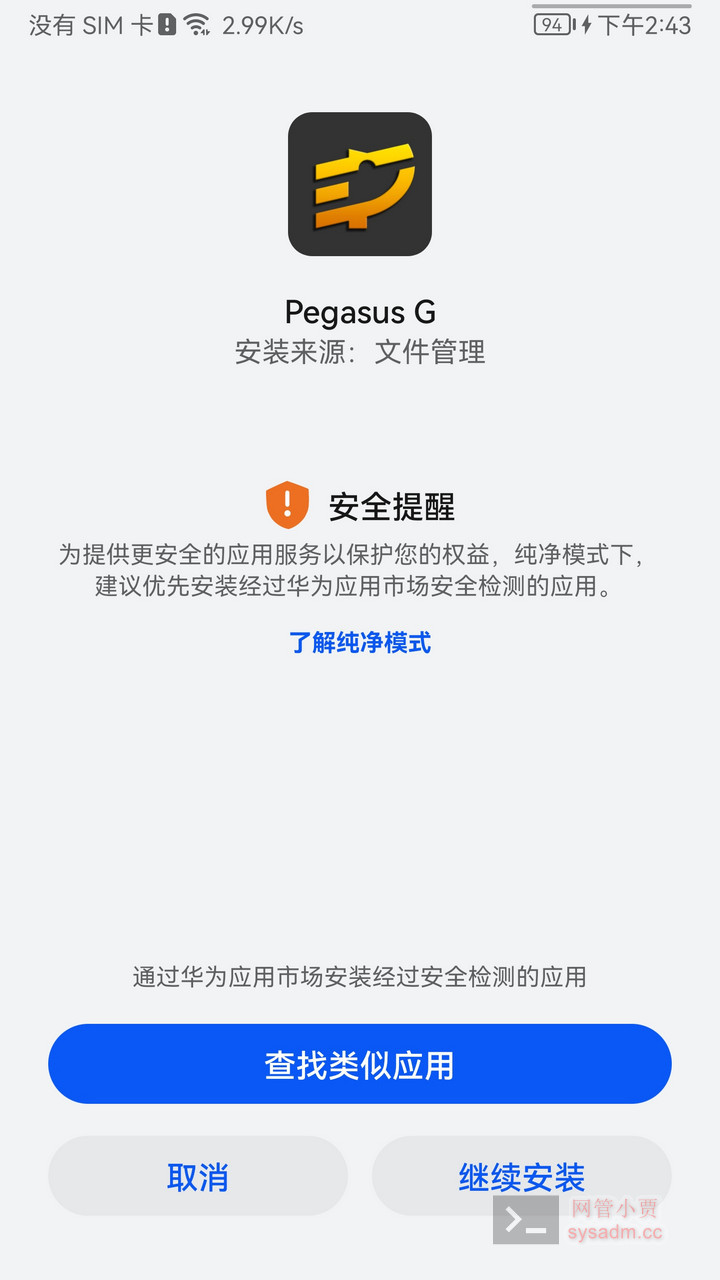 没有 SIM 卡 2.99K/s 94 下午2:43
Pegasus G
安装来源：文件管理
安全提醒
为提供更安全的应用服务以保护您的权益，纯净模式下，
建议优先安装经过华为应用市场安全检测的应用。
了解纯净模式
通过华为应用市场安装经过安全检测的应用
查找类似应用
取消 继续安装
网管小贾
sysadm.cc